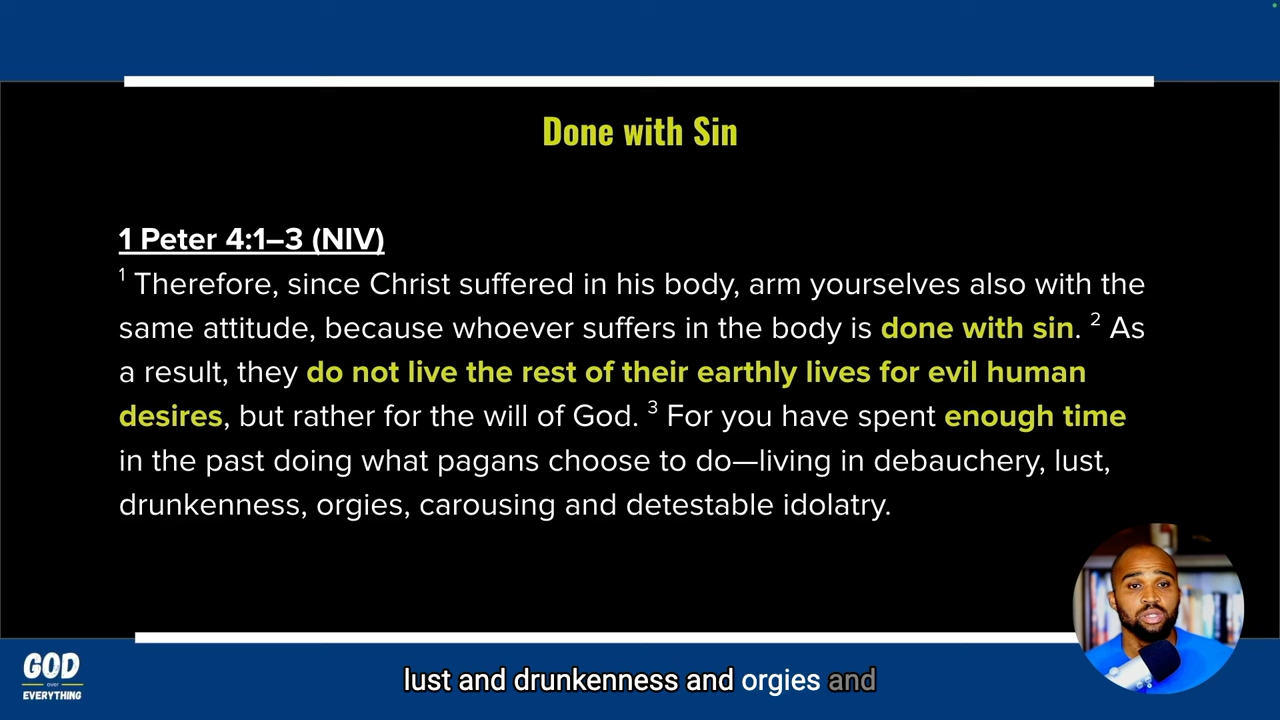 Done with Sin
1 Peter 4:1–3 (NIV)
1 Therefore, since Christ suffered in his body, arm yourselves also with the
same attitude, because whoever suffers in the body is done with sin. 2 As
a result, they do not live the rest of their earthly lives for evil human
desires, but rather for the will of God. 3 For you have spent enough time
in the past doing what pagans choose to do—living in debauchery, lust,
drunkenness, orgies, carousing and detestable idolatry.
GOD
over
EVERYTHING
lust and drunkenness and orgies and